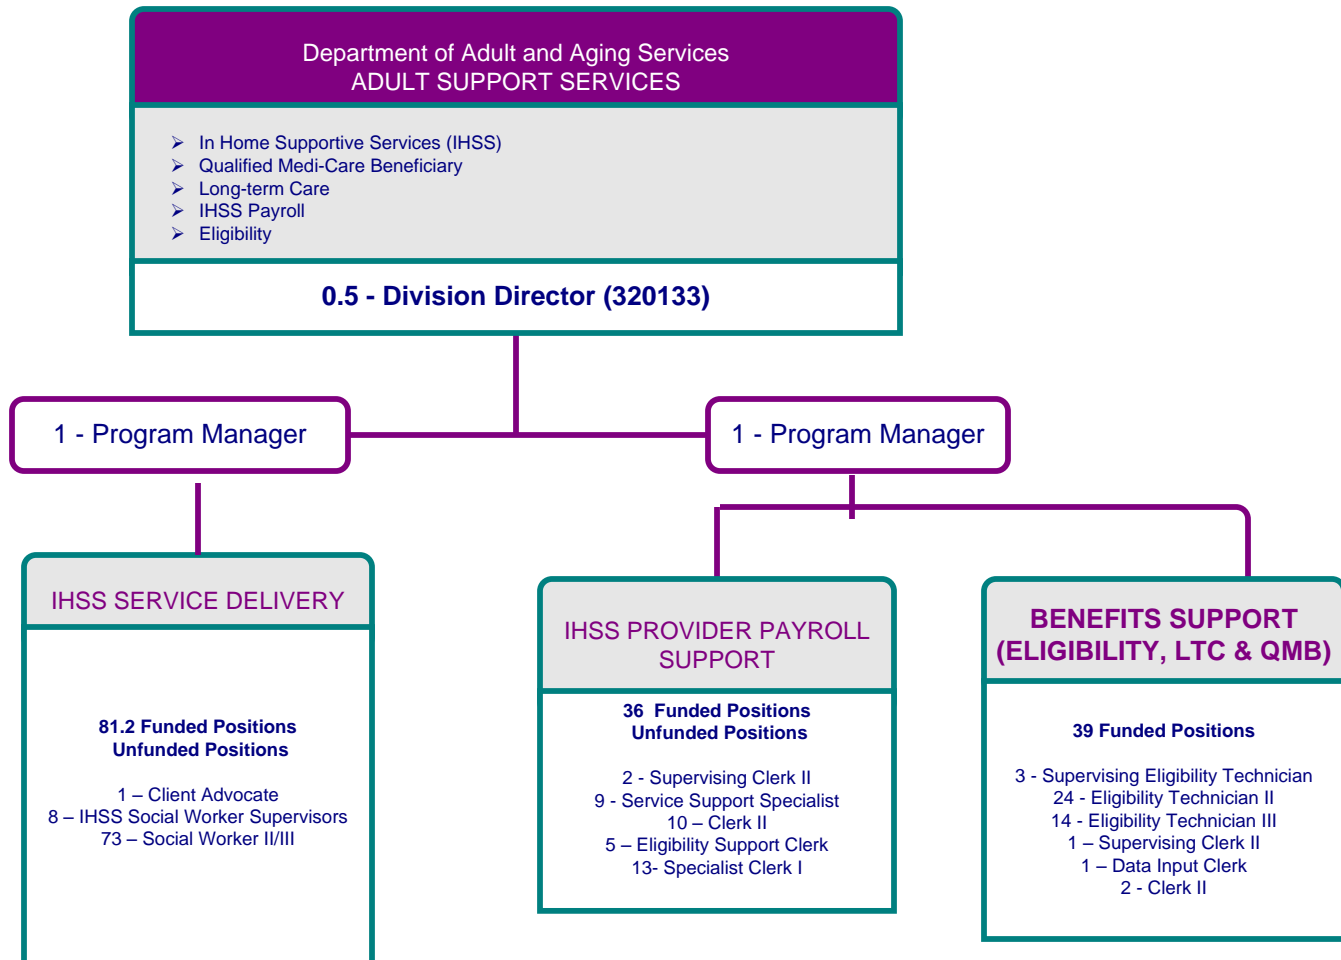 Department of Adult and Aging Services
ADULT SUPPORT SERVICES
➢ In Home Supportive Services (IHSS)
➢ Qualified Medi-Care Beneficiary
➢ Long-term Care
➢ IHSS Payroll
➢ Eligibility
0.5 - Division Director (320133)
1 - Program Manager
1 - Program Manager
IHSS SERVICE DELIVERY
81.2 Funded Positions
Unfunded Positions
1 – Client Advocate
8 – IHSS Social Worker Supervisors
73 – Social Worker II/III
IHSS PROVIDER PAYROLL
SUPPORT
36  Funded Positions
Unfunded Positions
2 - Supervising Clerk II
9 - Service Support Specialist
10 – Clerk II
5 – Eligibility Support Clerk
13- Specialist Clerk I
BENEFITS SUPPORT
(ELIGIBILITY, LTC & QMB)
39 Funded Positions
3 - Supervising Eligibility Technician
24 - Eligibility Technician II
14 - Eligibility Technician III
1 – Supervising Clerk II
1 – Data Input Clerk
2 - Clerk II